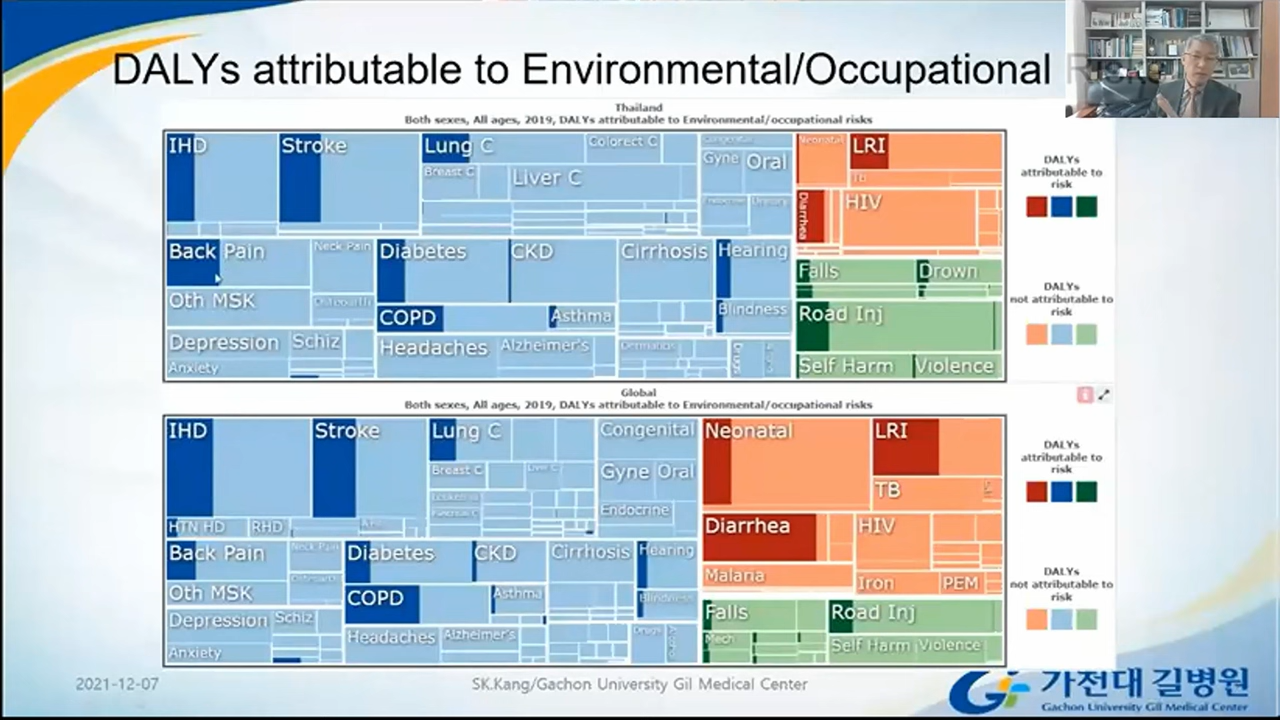 DALYs attributable to Environmental/Occupational
Thailand
Both sexes, All ages, 2019, DALYs attributable to Environmental/occupational risks
IHD
Stroke
Lung C
Colorect C
Breast C
Liver C
Gyne
Oral
Neonatal
LRI
TB
Diarrhea
HIV
Back Pain
Neck Pain
Diabetes
CKD
Cirrhosis
Hearing
Falls
Drown
Oth MSK
COPD
Asthma
Blindness
Road Inj
Depression
Schiz
Headaches
Alzheimer's
Drugs
Anxiety
Self Harm
Violence
DALYs
attributable to
risk
DALYs
not attributable to
risk
Global
Both sexes, All ages, 2019, DALYs attributable to Environmental/occupational risks
IHD
Stroke
Lung C
Congenital
Neonatal
LRI
Breast C
Liver C
Gyne
Oral
TB
Endocrine
HTN HD
RHD
Diarrhea
HIV
Back Pain
Neck Pain
Diabetes
CKD
Cirrhosis
Hearing
Malaria
Iron
PEM
Oth MSK
COPD
Asthma
Blindness
Falls
Road Inj
Depression
Schiz
Headaches
Alzheimer's
Drugs
Mech
Self Harm
Violence
Anxiety
DALYs
attributable to
risk
DALYs
not attributable to
risk
2021-12-07
SK.Kang/Gachon University Gil Medical Center
가천대 길병원
Gachon University Gil Medical Center